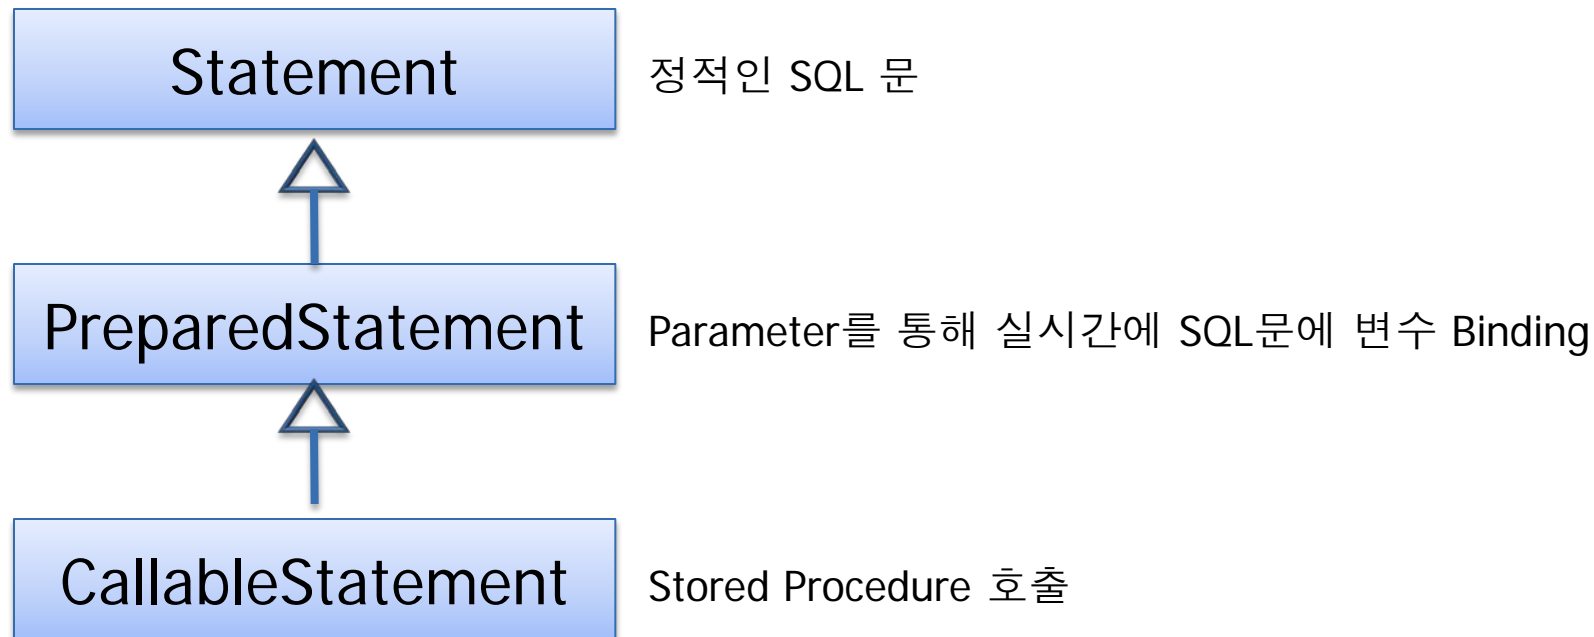 Statement 정적인 SQL 문
PreparedStatement Parameter를 통해 실시간에 SQL문에 변수 Binding
CallableStatement Stored Procedure 호출